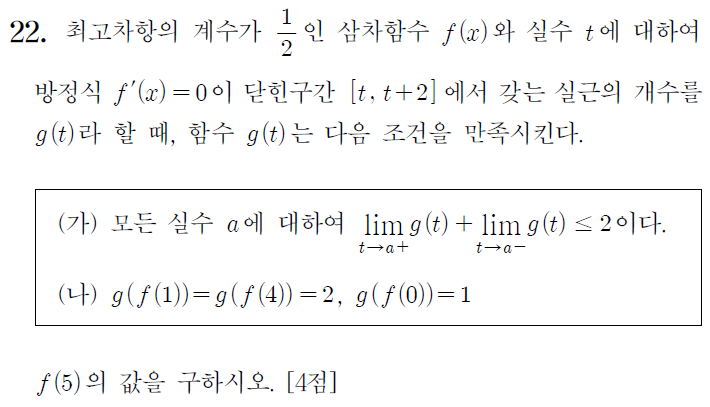 22. 최고차항의 계수가 1/2 인 삼차함수 f(x)와 실수 t에 대하여
방정식 f′(x)=0이 닫힌구간 [t, t+2]에서 갖는 실근의 개수를
g(t)라 할 때, 함수 g(t)는 다음 조건을 만족시킨다.
(가) 모든 실수 a에 대하여 lim_{t→a+} g(t) + lim_{t→a−} g(t) ≤ 2이다.
(나) g(f(1))=g(f(4))=2, g(f(0))=1
f(5)의 값을 구하시오. [4점]